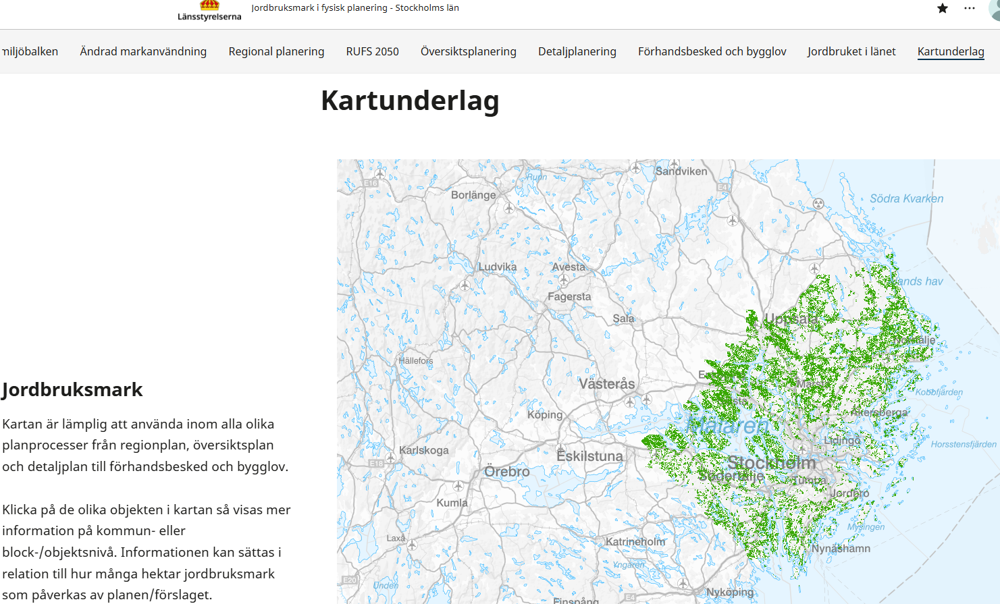 Länsstyrelserna
Jordbruksmark i fysisk planering - Stockholms län
miljöbalken Ändrad markanvändning Regional planering RUFS 2050 Översiktsplanering Detaljplanering Förhandsbesked och bygglov Jordbruket i länet Kartunderlag
Kartunderlag
Jordbruksmark
Kartan är lämplig att använda inom alla olika
planprocesser från regionplan, översiktsplan
och detaljplan till förhandsbesked och bygglov.
Klicka på de olika objekten i kartan så visas mer
information på kommun- eller
block-/objektsnivå. Informationen kan sättas i
relation till hur många hektar jordbruksmark
som påverkas av planen/förslaget.
Sandviken
Runn
E16
E4
Borlänge
Södra Kvarken
Ludvika
Avesta
ands hav
Fagersta
Sala
Uppsala
Norrtälje
Hällefors
Västerås
Märsta
Kobbfjärden
Köping
Åkersberga
Mälaren
Lidingö
Horsstensfjärden
Karlskoga
Eskilstuna
E18
Stockholm
Örebro
Södertälje
Tumba
Jordbro
Kumla
Mysingen
Laxå
Katrineholm
Nynäshamn
Yngaren
E20
Unden
Nyköping
E4
Finspång